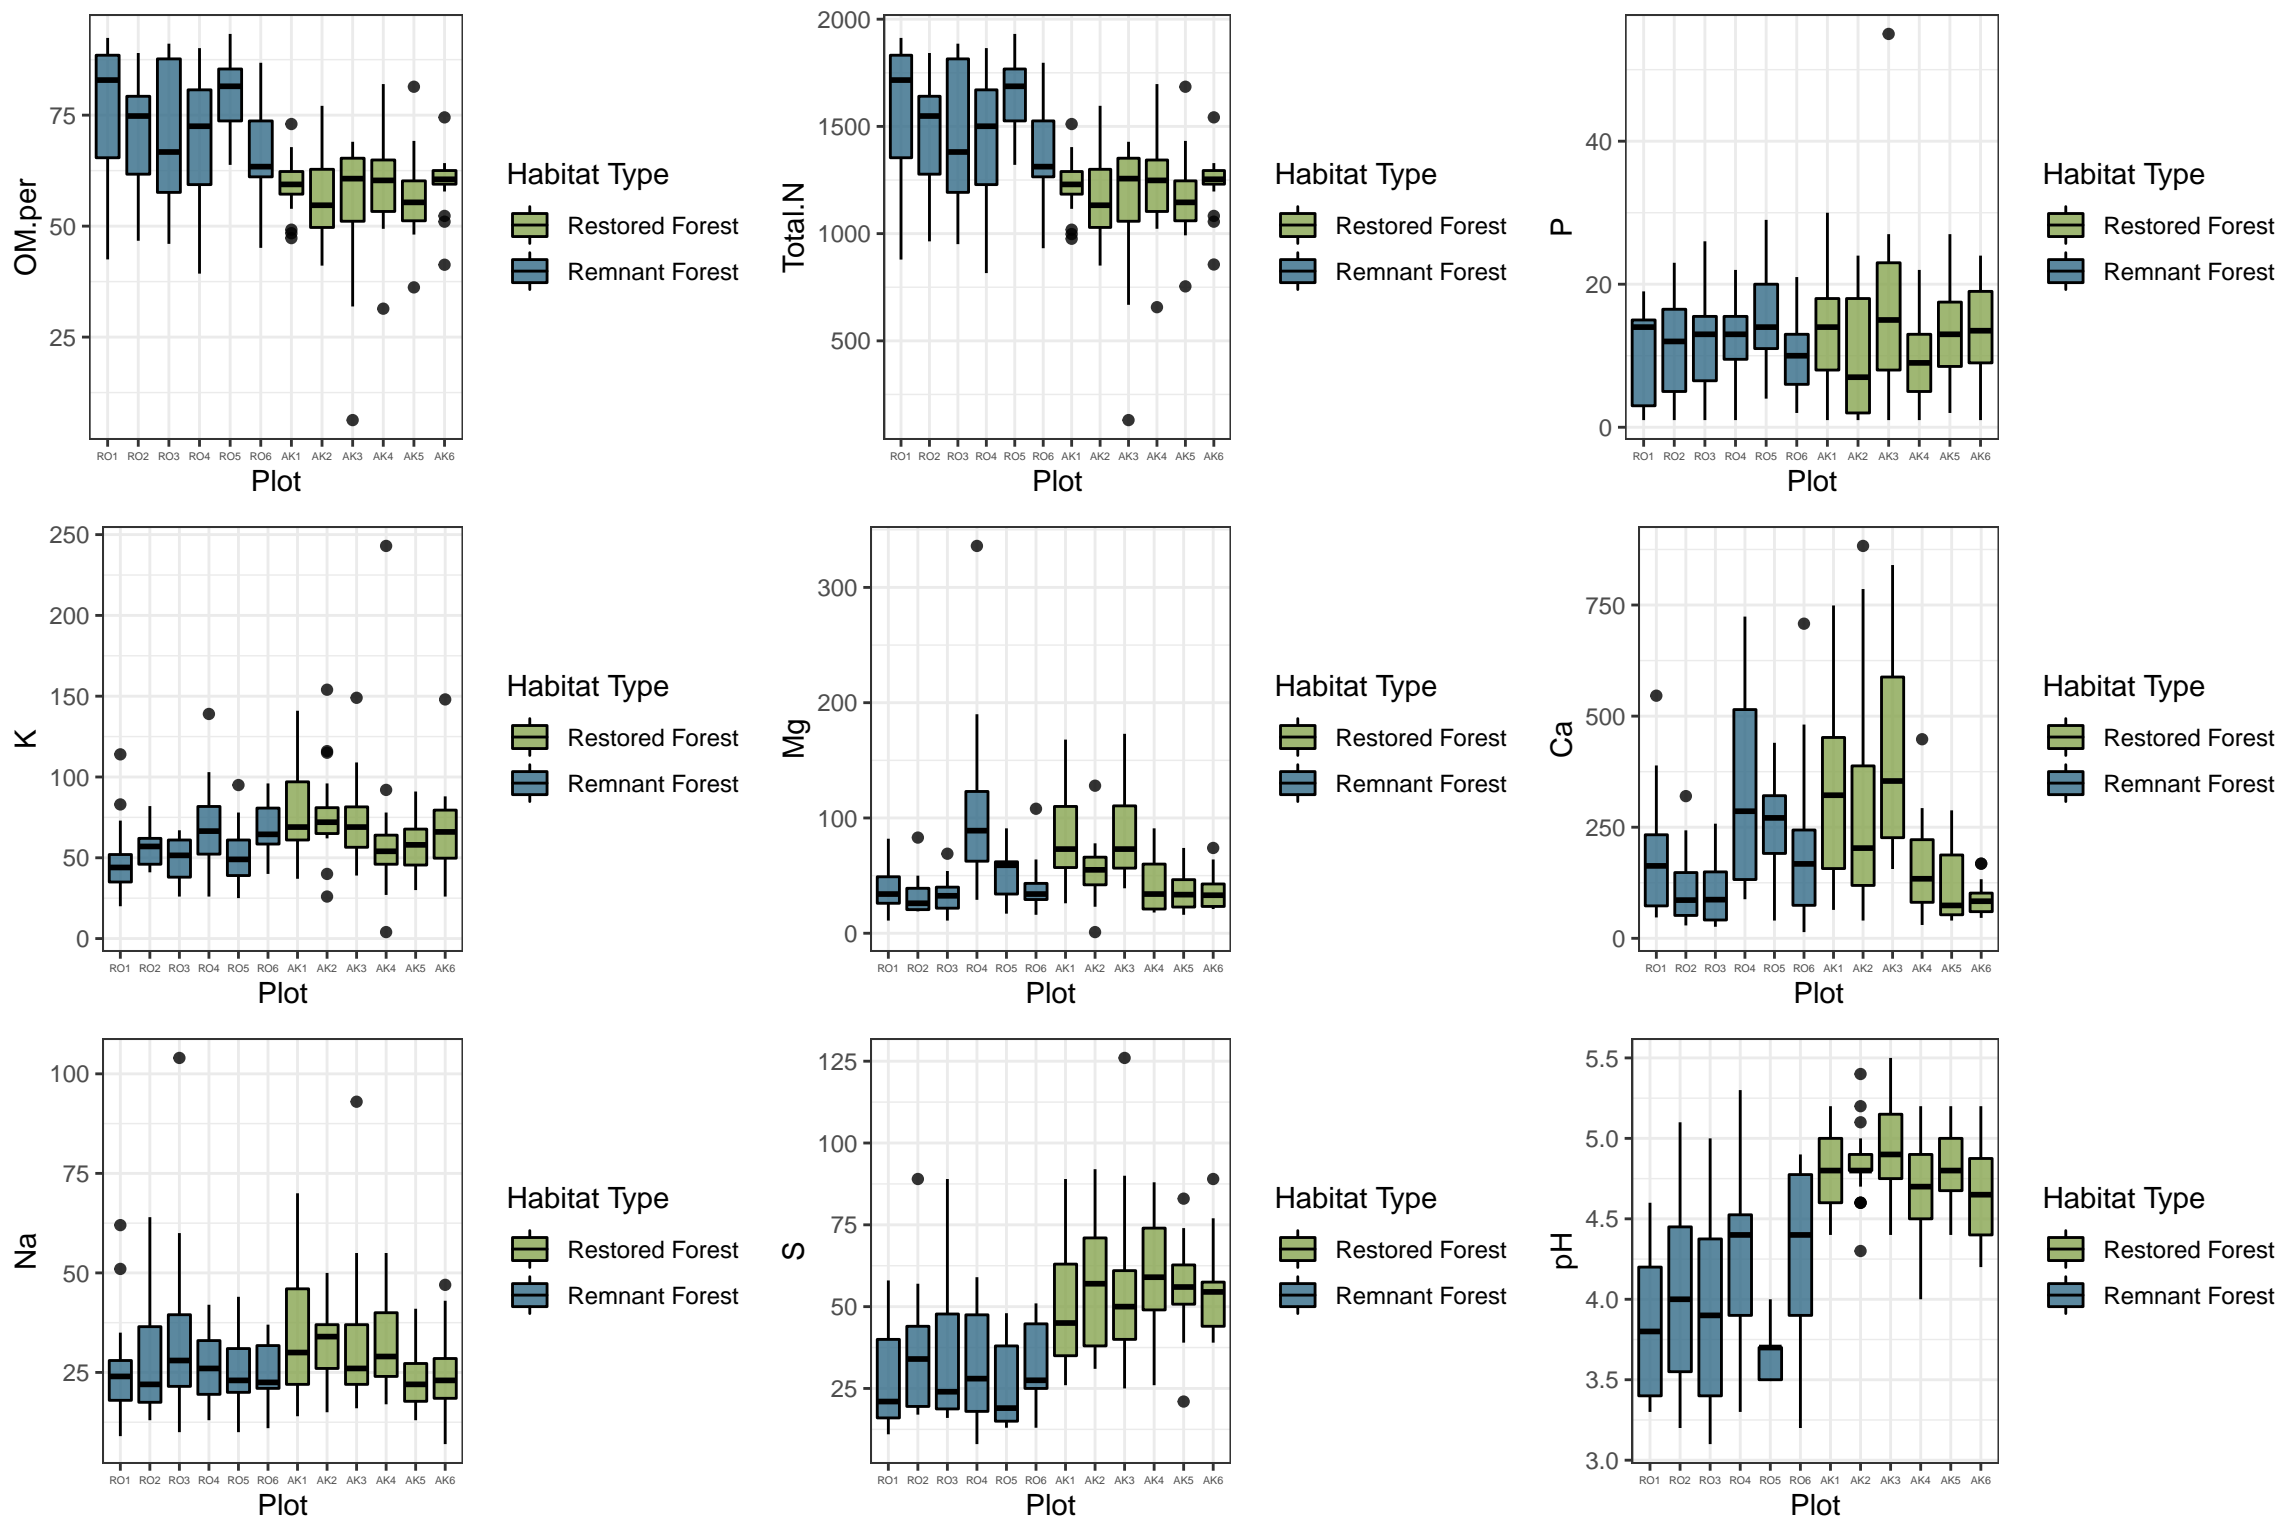 OM.per
75
50
25
RO1 RO2 RO3 RO4 RO5 RO6 AK1 AK2 AK3 AK4 AK5 AK6
Plot
Habitat Type
Restored Forest
Remnant Forest
Total.N
2000
1500
1000
500
RO1 RO2 RO3 RO4 RO5 RO6 AK1 AK2 AK3 AK4 AK5 AK6
Plot
Habitat Type
Restored Forest
Remnant Forest
P
40
20
0
RO1 RO2 RO3 RO4 RO5 RO6 AK1 AK2 AK3 AK4 AK5 AK6
Plot
Habitat Type
Restored Forest
Remnant Forest
K
250
200
150
100
50
0
RO1 RO2 RO3 RO4 RO5 RO6 AK1 AK2 AK3 AK4 AK5 AK6
Plot
Habitat Type
Restored Forest
Remnant Forest
Mg
300
200
100
0
RO1 RO2 RO3 RO4 RO5 RO6 AK1 AK2 AK3 AK4 AK5 AK6
Plot
Habitat Type
Restored Forest
Remnant Forest
Ca
750
500
250
0
RO1 RO2 RO3 RO4 RO5 RO6 AK1 AK2 AK3 AK4 AK5 AK6
Plot
Habitat Type
Restored Forest
Remnant Forest
Na
100
75
50
25
RO1 RO2 RO3 RO4 RO5 RO6 AK1 AK2 AK3 AK4 AK5 AK6
Plot
Habitat Type
Restored Forest
Remnant Forest
S
125
100
75
50
25
RO1 RO2 RO3 RO4 RO5 RO6 AK1 AK2 AK3 AK4 AK5 AK6
Plot
Habitat Type
Restored Forest
Remnant Forest
pH
5.5
5.0
4.5
4.0
3.5
3.0
RO1 RO2 RO3 RO4 RO5 RO6 AK1 AK2 AK3 AK4 AK5 AK6
Plot
Habitat Type
Restored Forest
Remnant Forest